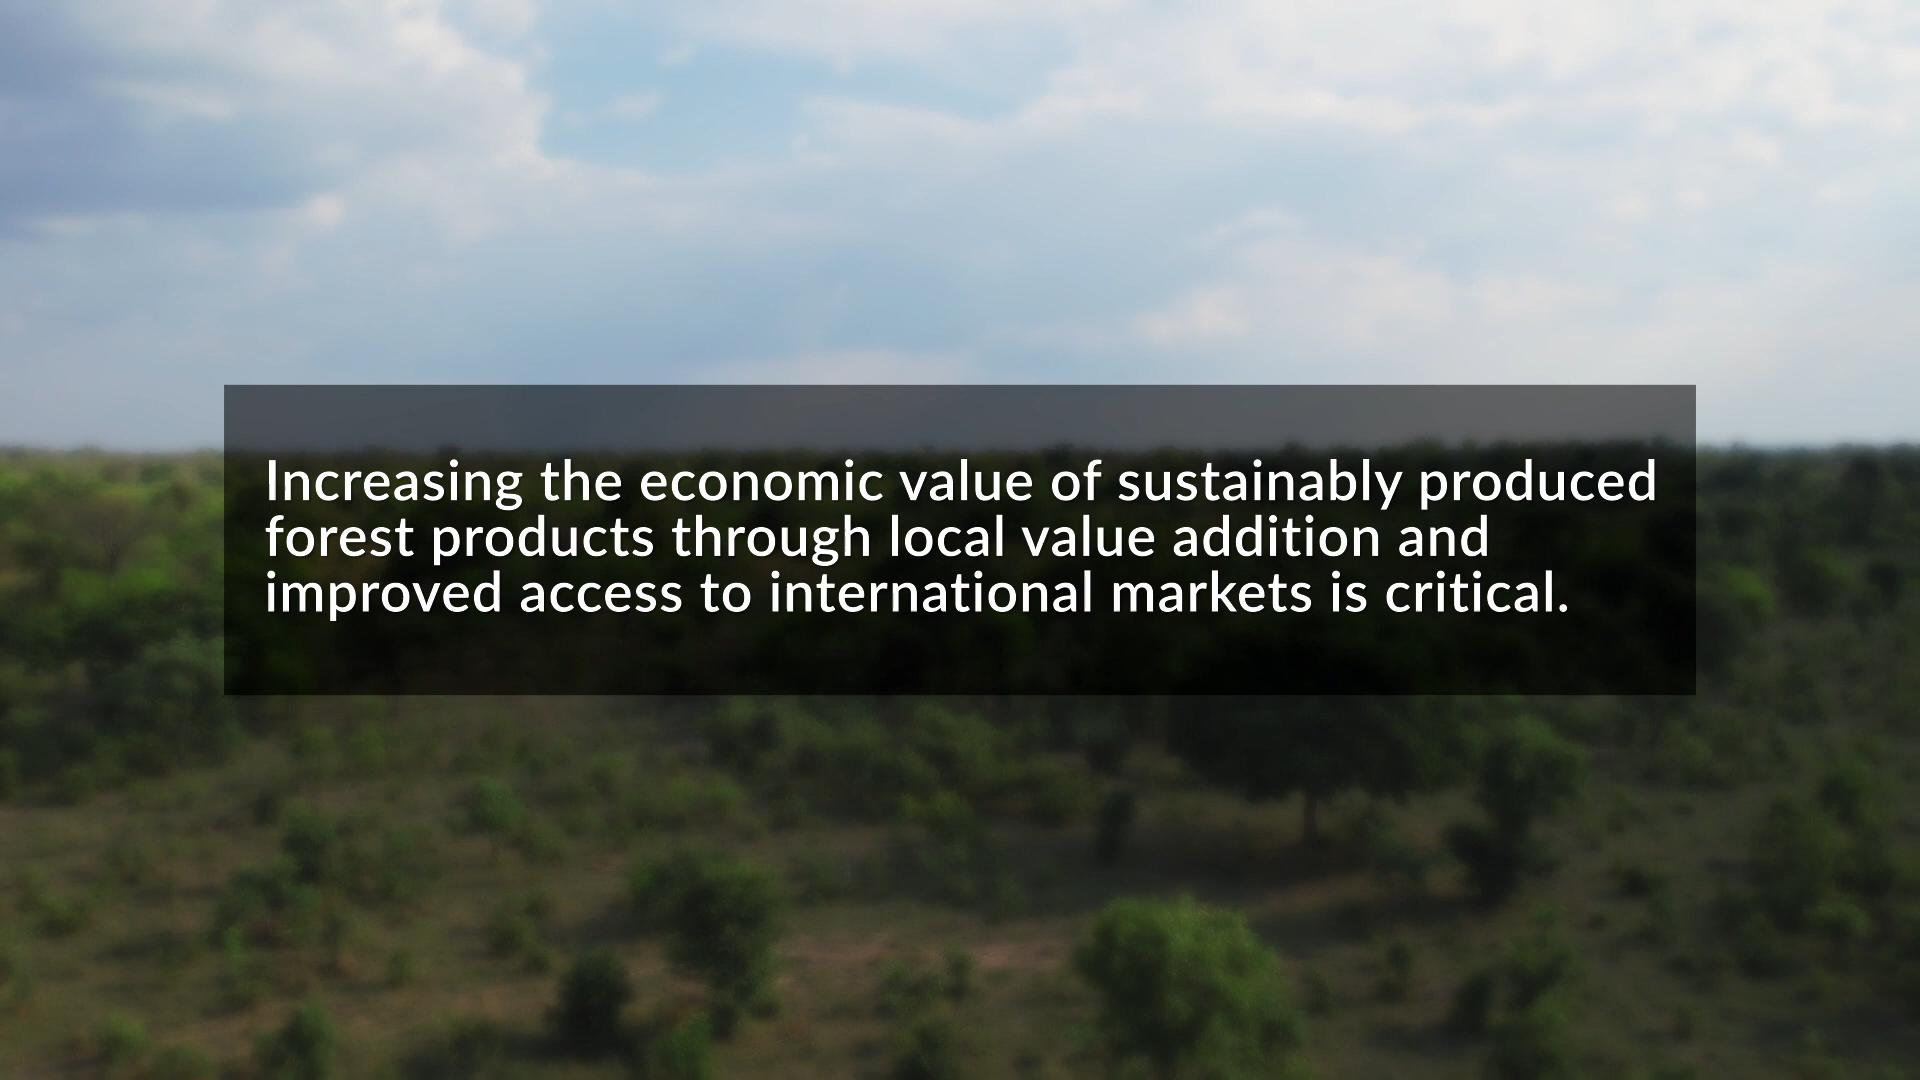 Increasing the economic value of sustainably produced
forest products through local value addition and
improved access to international markets is critical.